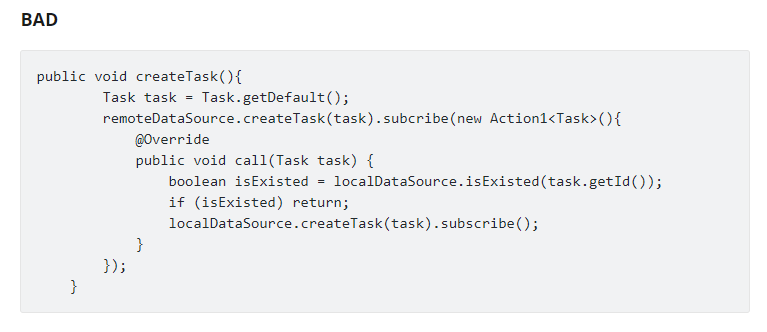 BAD
public void createTask(){
        Task task = Task.getDefault();
        remoteDataSource.createTask(task).subcribe(new Action1<Task>(){
            @Override
            public void call(Task task) {
                boolean isExisted = localDataSource.isExisted(task.getId());
                if (isExisted) return;
                localDataSource.createTask(task).subscribe();
            }
        });
    }